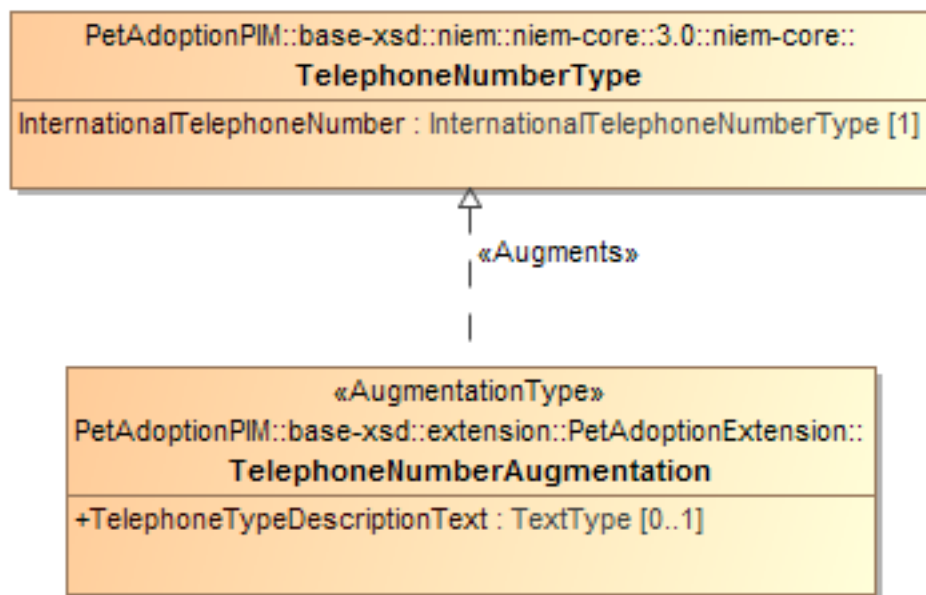 PetAdoptionPIM::base-xsd::niem::niem-core::3.0::niem-core::
TelephoneNumberType
InternationalTelephoneNumber : InternationalTelephoneNumberType [1]
«Augments»
«AugmentationType»
PetAdoptionPIM::base-xsd::extension::PetAdoptionExtension::
TelephoneNumberAugmentation
+TelephoneTypeDescriptionText : TextType [0..1]